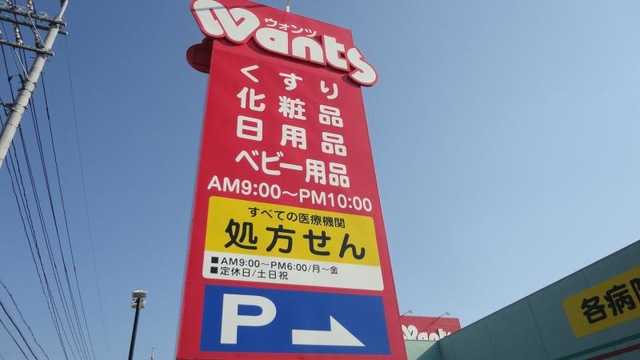 ウォンツ
Wants
くすり
化粧品
日用品
ベビー用品
AM9:00～PM10:00
すべての医療機関
処方せん
■AM9:00～PM6:00/月～金
■定休日/土日祝
P
Wants
各病